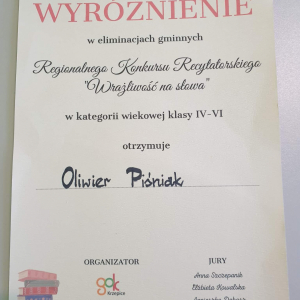 WYRÓŻNIENIE
w eliminacjach gminnych
Regionalnego Konkursu Recytatorskiego
"Wrażliwość na słowa"
w kategorii wiekowej klasy IV-VI
otrzymuje
Oliwier Piśniak
ORGANIZATOR
JURY
gok
Anna Szczepanik
Elżbieta Kowalska